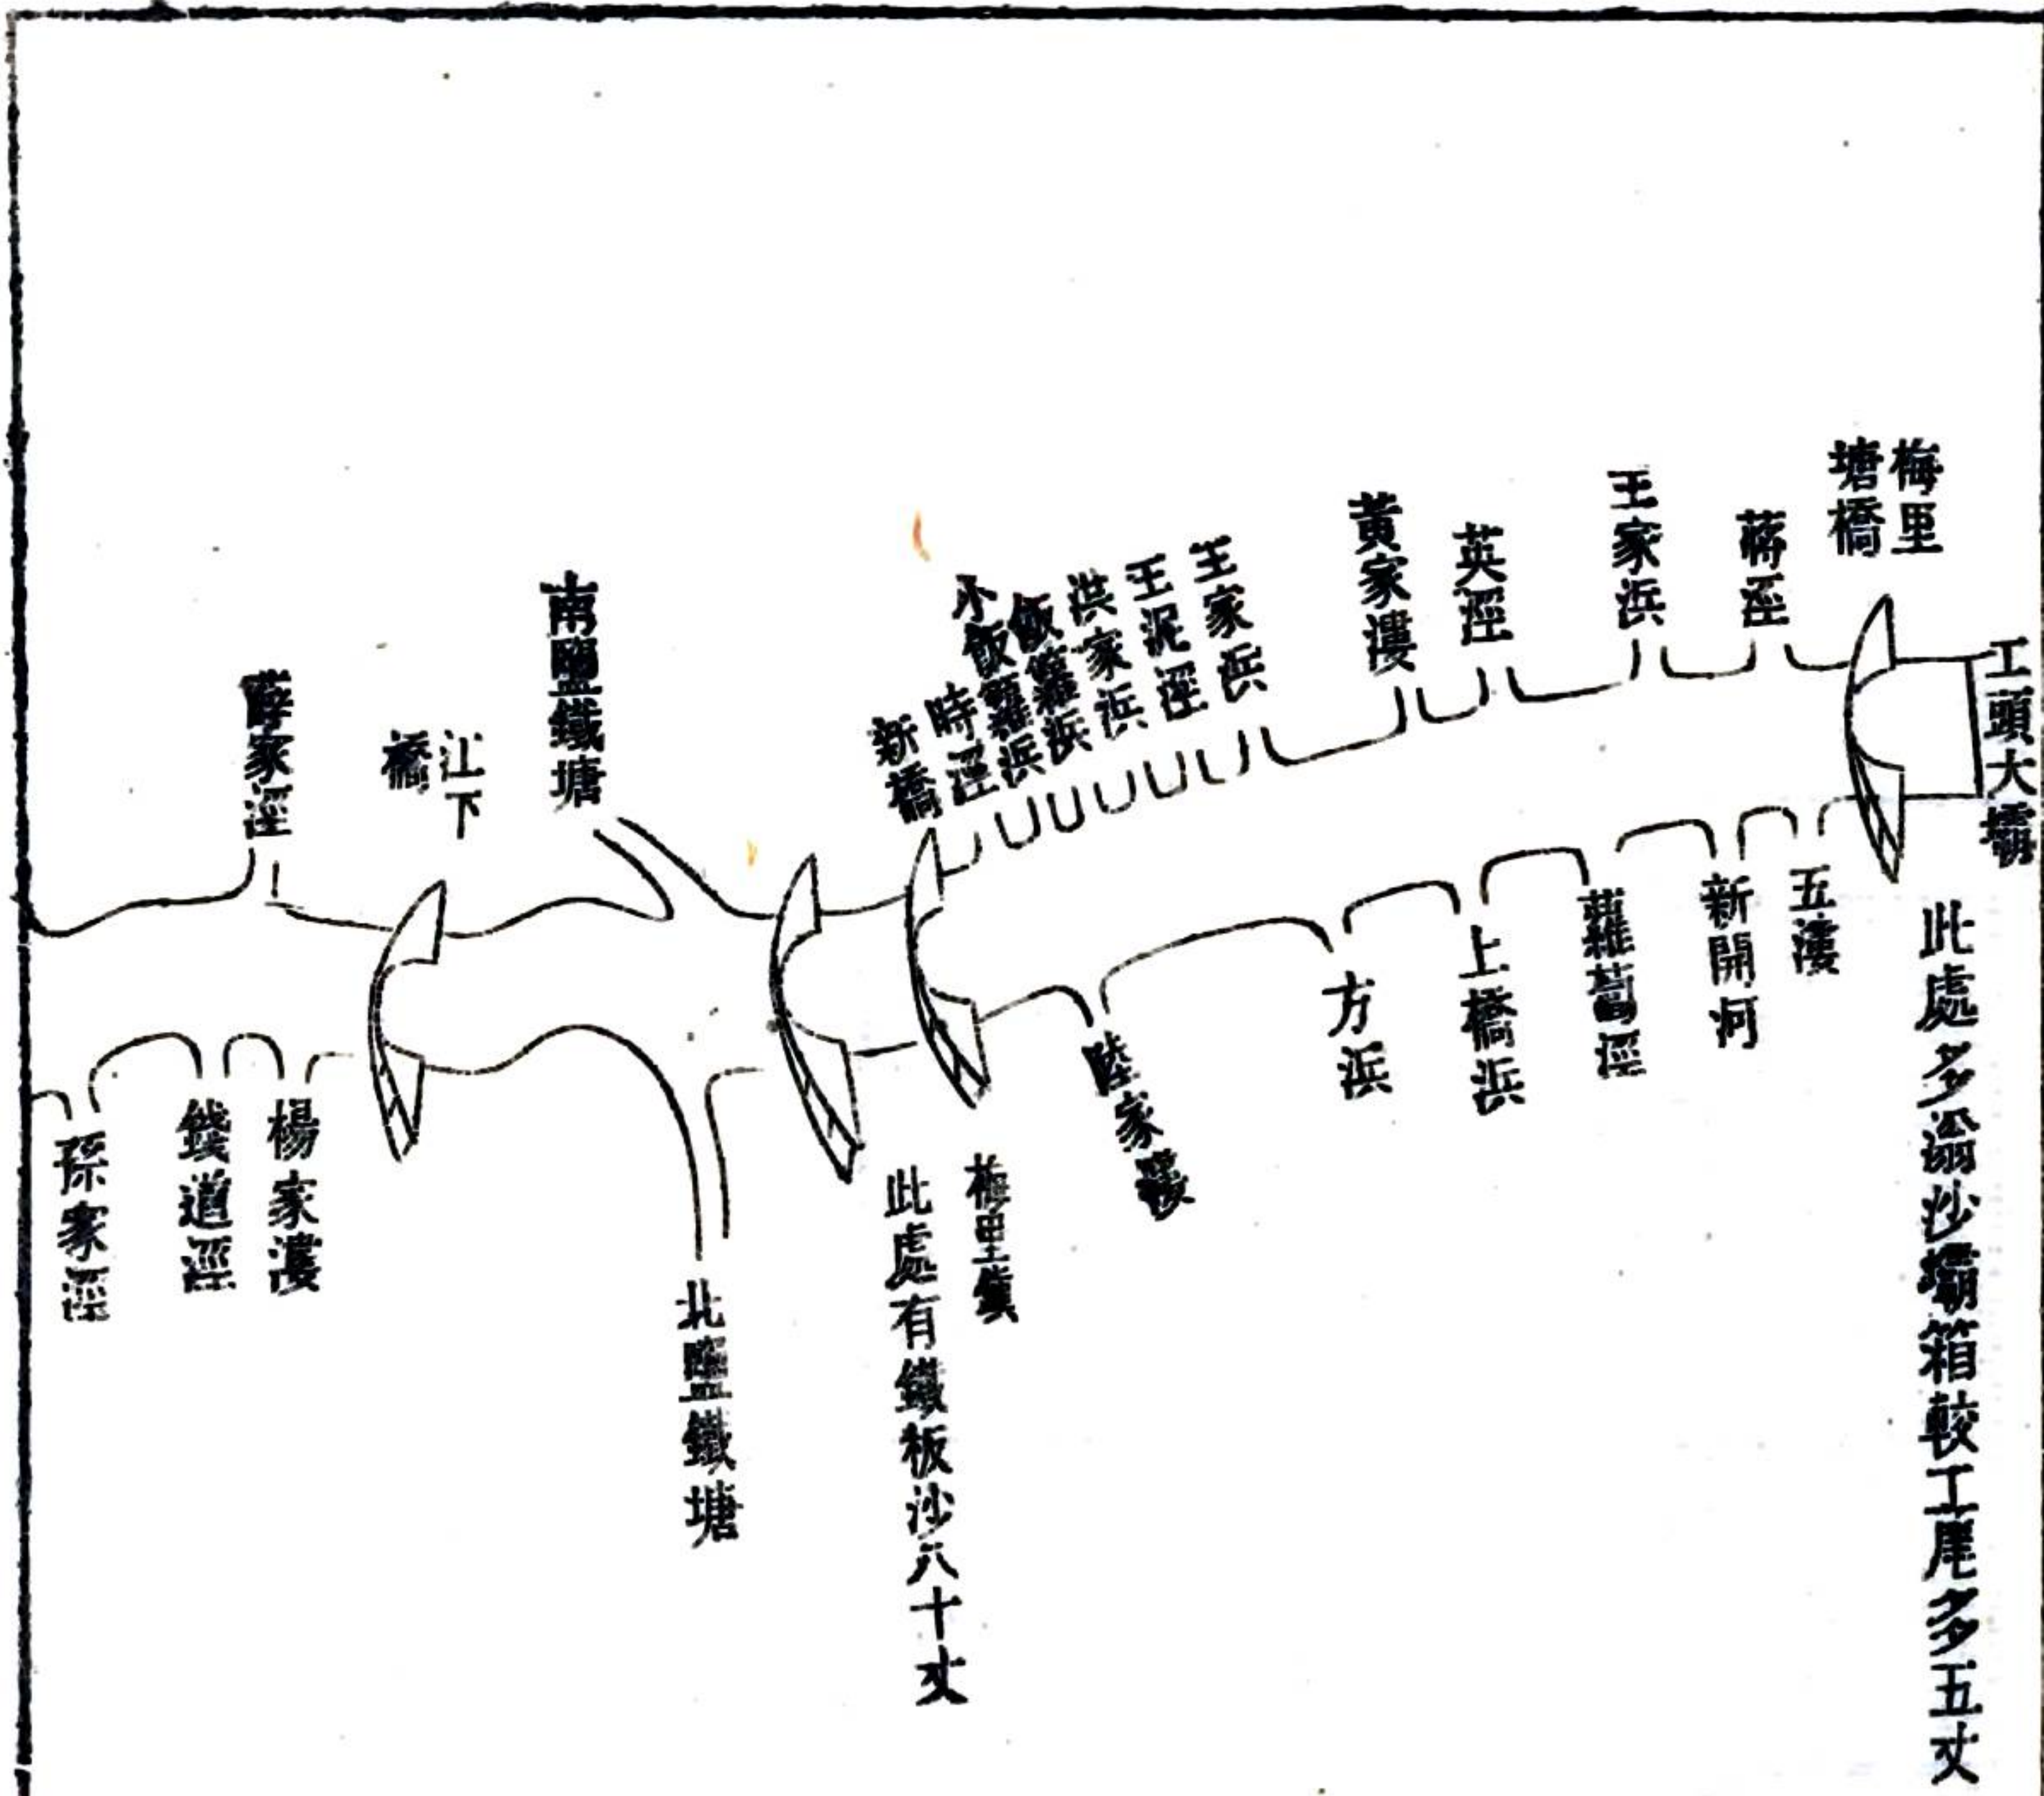 工頭大壩
梅里
塘橋
蔣涇
王家浜
英涇
黃家漊
王家浜
王泥涇
洪家浜
飯籮浜
小飯籮浜
時涇
新橋
南鹽鐵塘
江下
橋
薛家涇
此處多溺沙壩箱較工尾多五丈
五漊
新開河
蘿蔔涇
上橋浜
方浜
陸家漊
梅里鎮
此處有鐵板沙六十丈
北鹽鐵塘
楊家漊
錢道涇
孫家涇